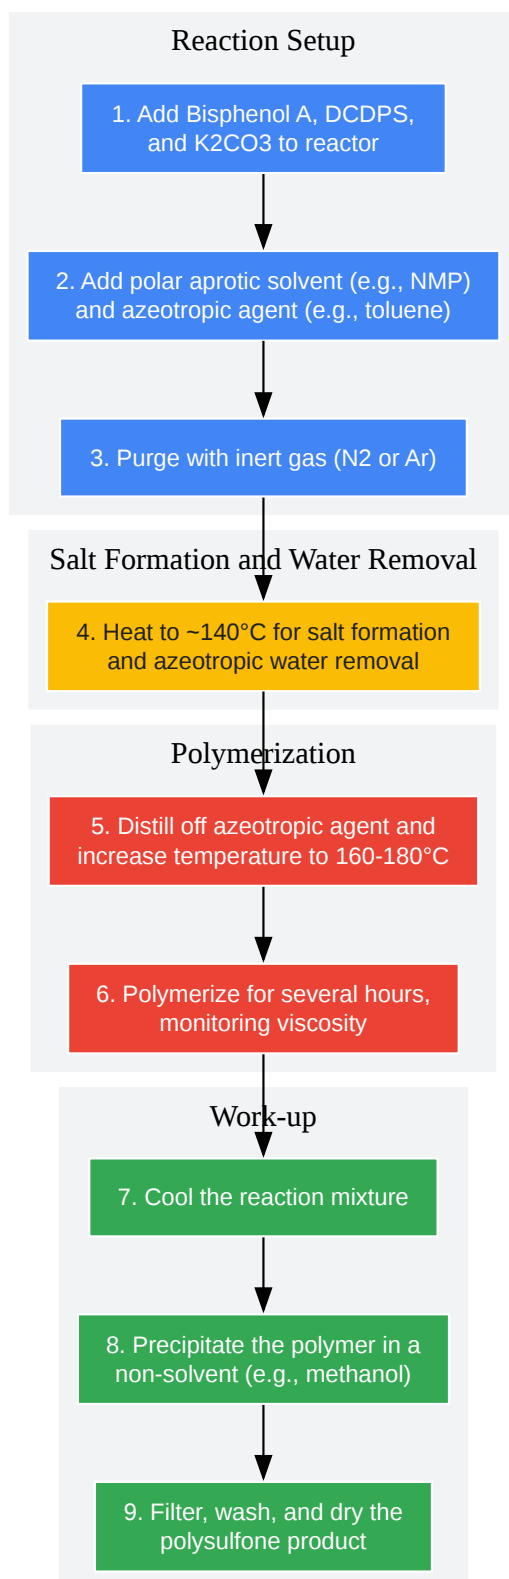 Reaction Setup
1. Add Bisphenol A, DCDPS,
and K2CO3 to reactor
2. Add polar aprotic solvent (e.g., NMP)
and azeotropic agent (e.g., toluene)
3. Purge with inert gas (N2 or Ar)
Salt Formation and Water Removal
4. Heat to ~140°C for salt formation
and azeotropic water removal
Polymerization
5. Distill off azeotropic agent and
increase temperature to 160-180°C
6. Polymerize for several hours,
monitoring viscosity
Work-up
7. Cool the reaction mixture
8. Precipitate the polymer in a
non-solvent (e.g., methanol)
9. Filter, wash, and dry the
polysulfone product